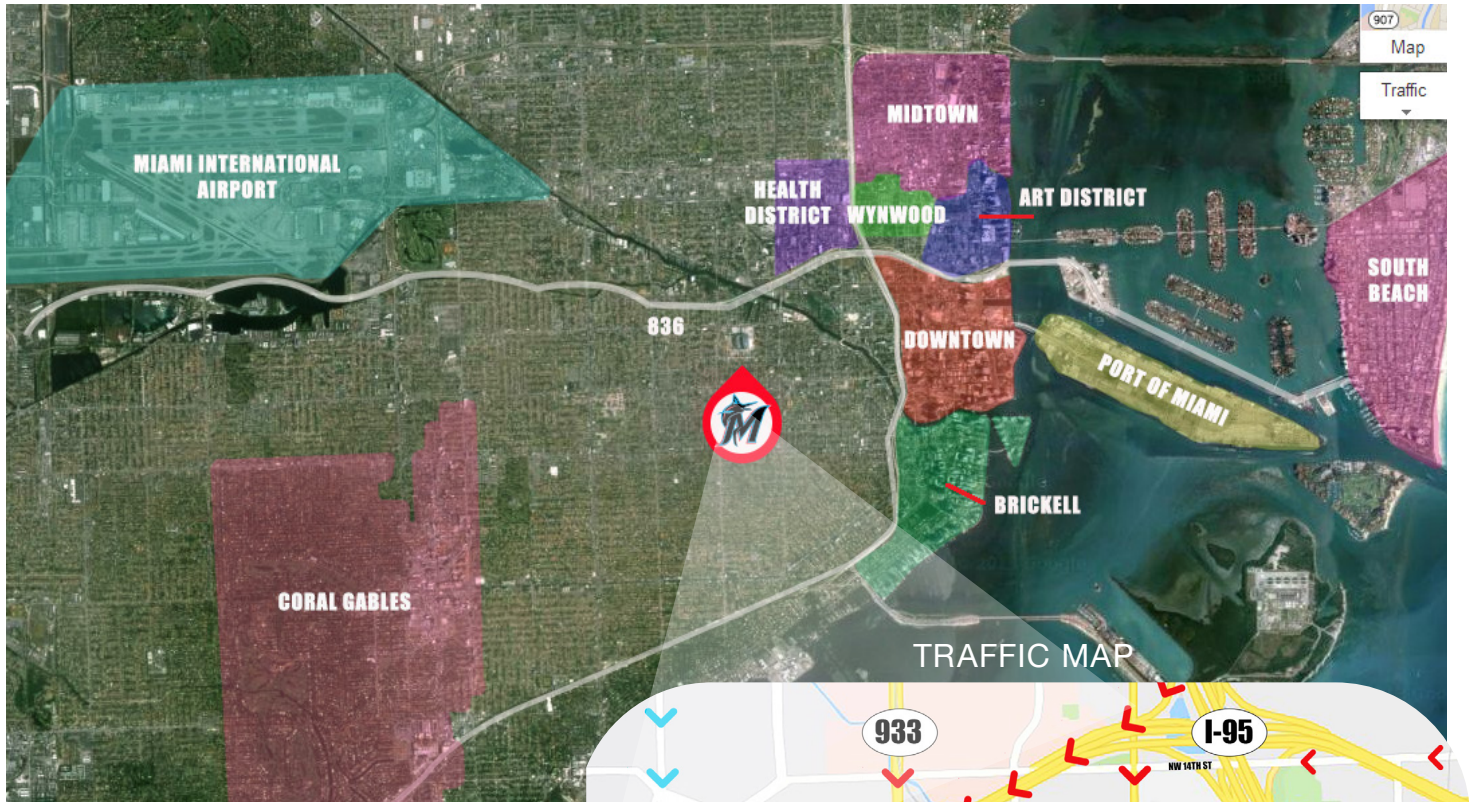 907
Map
Traffic
MIDTOWN
MIAMI INTERNATIONAL
AIRPORT
HEALTH
DISTRICT
WYNWOOD
ART DISTRICT
SOUTH
BEACH
836
DOWNTOWN
PORT OF MIAMI
M
BRICKELL
CORAL GABLES
TRAFFIC MAP
933
I-95
NW 14TH ST